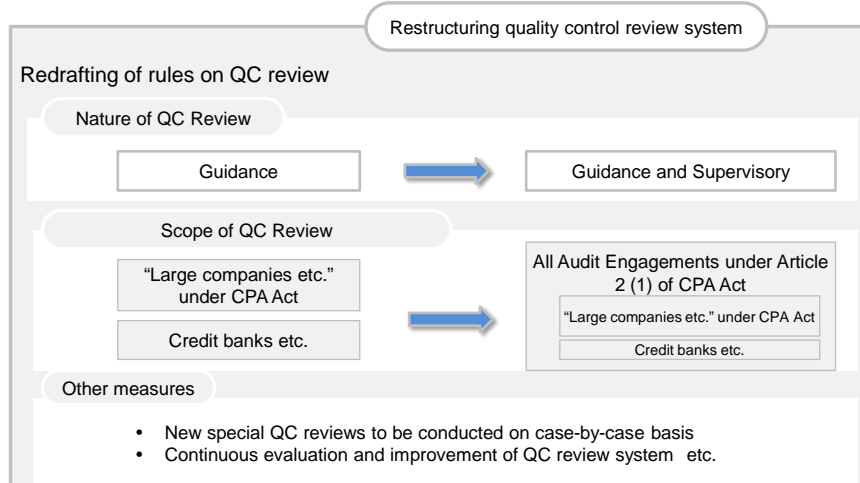 Restructuring quality control review system
Redrafting of rules on QC review
Nature of QC Review
Guidance
Guidance and Supervisory
Scope of QC Review
“Large companies etc.”
under CPA Act
Credit banks etc.
All Audit Engagements under Article
2 (1) of CPA Act
“Large companies etc.” under CPA Act
Credit banks etc.
Other measures
• New special QC reviews to be conducted on case-by-case basis
• Continuous evaluation and improvement of QC review system etc.